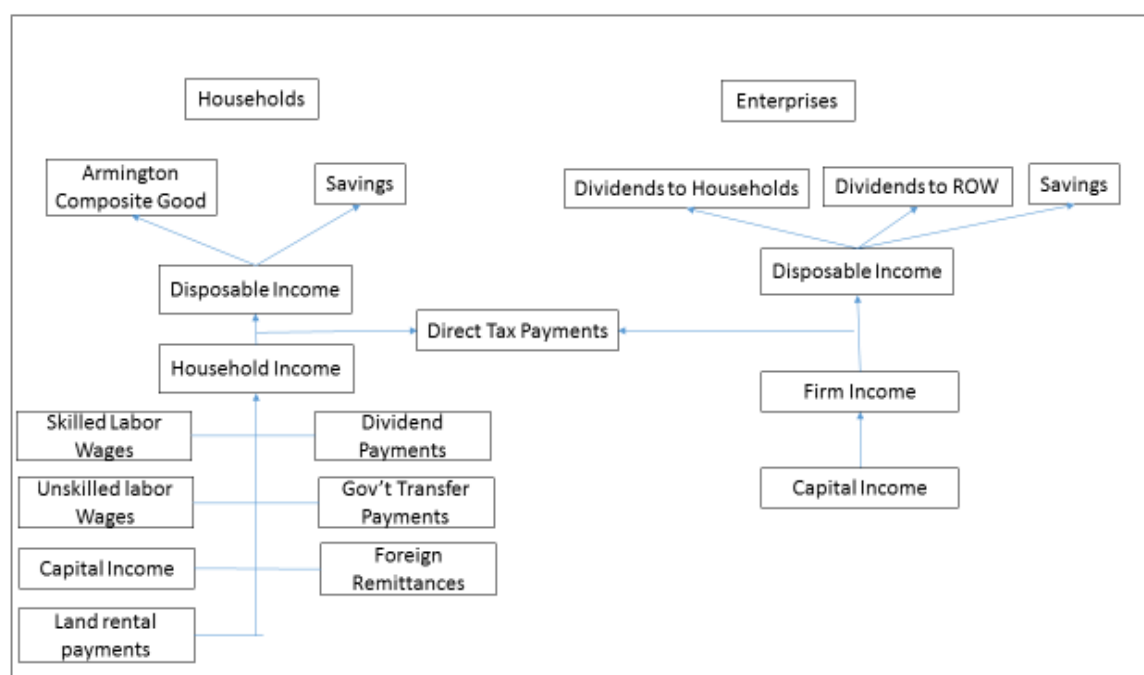 Households
Enterprises
Armington
Composite Good
Savings
Dividends to Households
Dividends to ROW
Savings
Disposable Income
Disposable Income
Direct Tax Payments
Household Income
Firm Income
Skilled Labor
Wages
Dividend
Payments
Unskilled labor
Wages
Gov't Transfer
Payments
Capital Income
Capital Income
Foreign
Remittances
Land rental
payments